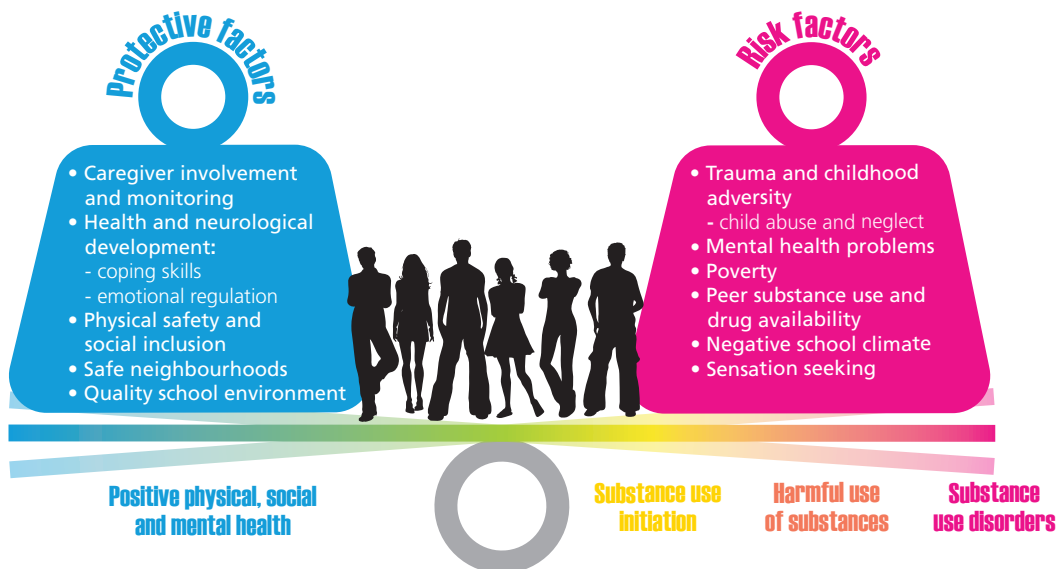 Protective factors
• Caregiver involvement
and monitoring
• Health and neurological
development:
- coping skills
- emotional regulation
• Physical safety and
social inclusion
• Safe neighbourhoods
• Quality school environment
Risk factors
• Trauma and childhood
adversity
- child abuse and neglect
• Mental health problems
• Poverty
• Peer substance use and
drug availability
• Negative school climate
• Sensation seeking
Positive physical, social
and mental health
Substance use
initiation
Harmful use
of substances
Substance
use disorders